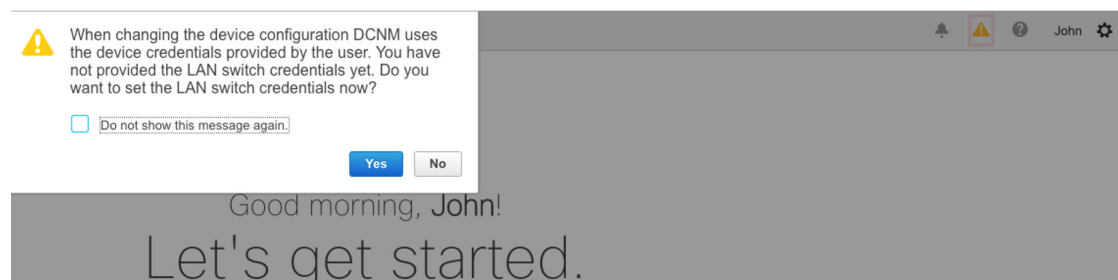 When changing the device configuration DCNM uses
the device credentials provided by the user. You have
not provided the LAN switch credentials yet. Do you
want to set the LAN switch credentials now?
Do not show this message again.
Yes No
John
Good morning, John!
Let's get started.